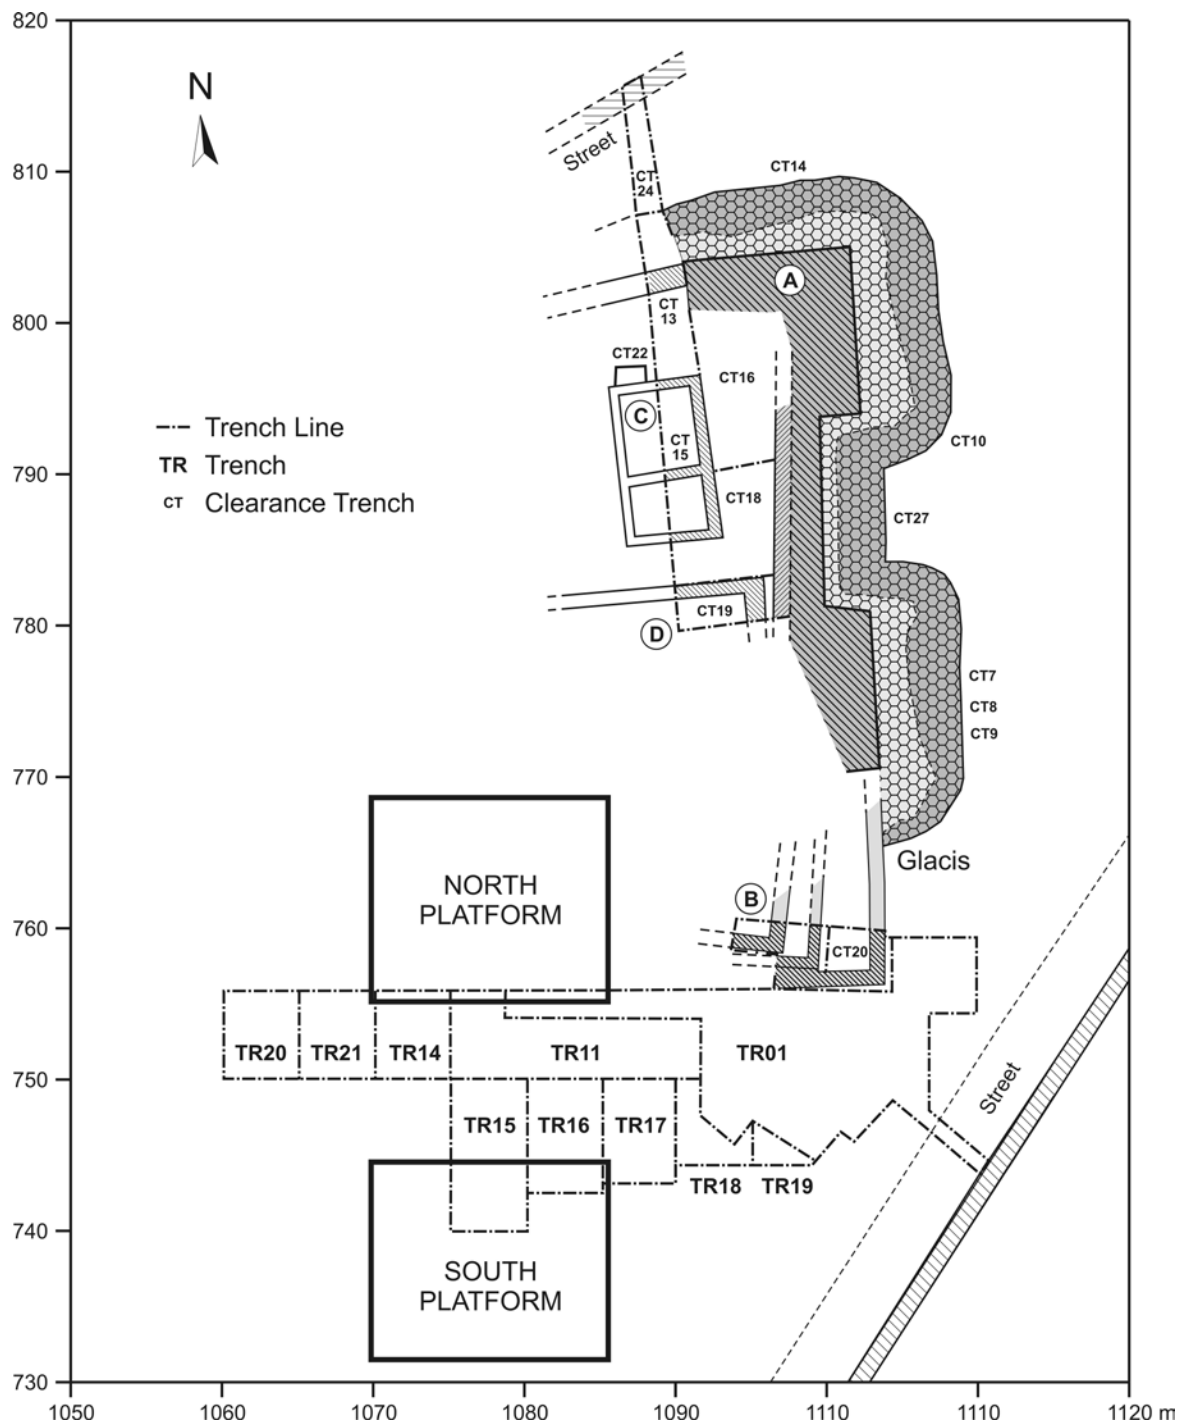 820
N
Street
CT
24
CT14
810
A
CT
13
800
CT22
CT16
C
CT
15
CT10
Trench Line
TR Trench
CT Clearance Trench
790
CT18
CT27
CT19
D
780
CT7
CT8
CT9
770
Glacis
NORTH
PLATFORM
B
CT20
760
TR20
TR21
TR14
TR11
TR01
750
Street
TR15
TR16
TR17
TR18
TR19
740
SOUTH
PLATFORM
730
1050
1060
1070
1080
1090
1110
1110
1120 m